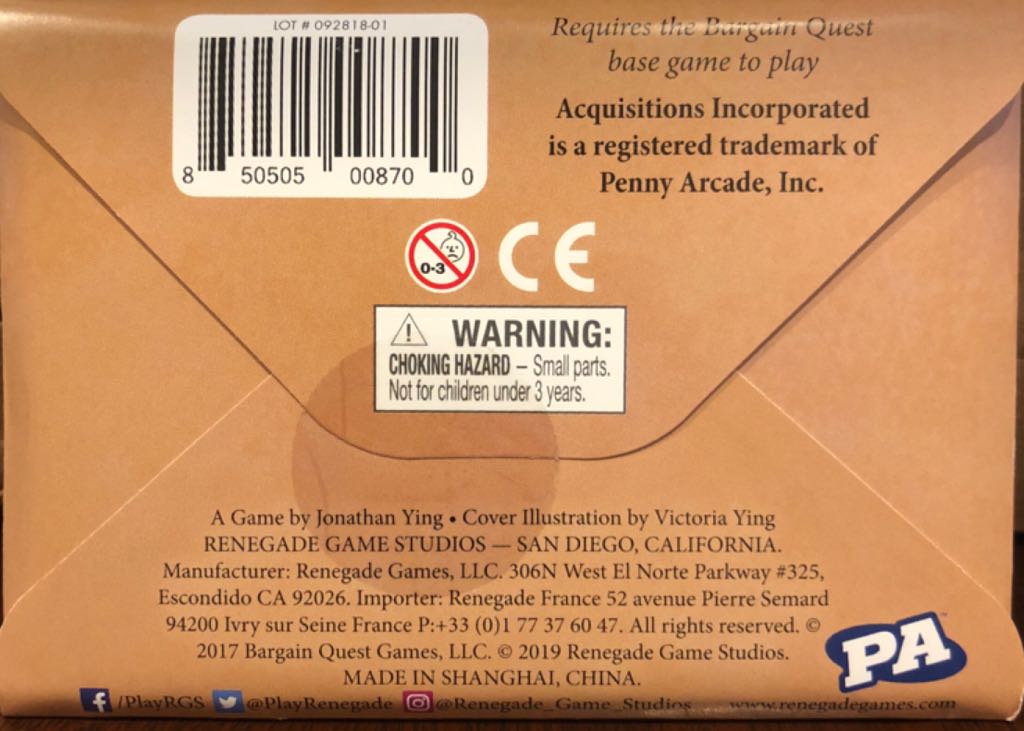 LOT # 092818-01
8 50505 00870 0
Requires the Bargain Quest
base game to play
Acquisitions Incorporated
is a registered trademark of
Penny Arcade, Inc.
0-3
CE
WARNING:
CHOKING HAZARD – Small parts.
Not for children under 3 years.
A Game by Jonathan Ying • Cover Illustration by Victoria Ying
RENEGADE GAME STUDIOS — SAN DIEGO, CALIFORNIA.
Manufacturer: Renegade Games, LLC. 306N West El Norte Parkway #325,
Escondido CA 92026. Importer: Renegade France 52 avenue Pierre Semard
94200 Ivry sur Seine France P:+33 (0)1 77 37 60 47. All rights reserved. ©
2017 Bargain Quest Games, LLC. © 2019 Renegade Game Studios.
MADE IN SHANGHAI, CHINA.
PA™
/PlayRGS @PlayRenegade @Renegade_Game_Studios www.renegadegames.com